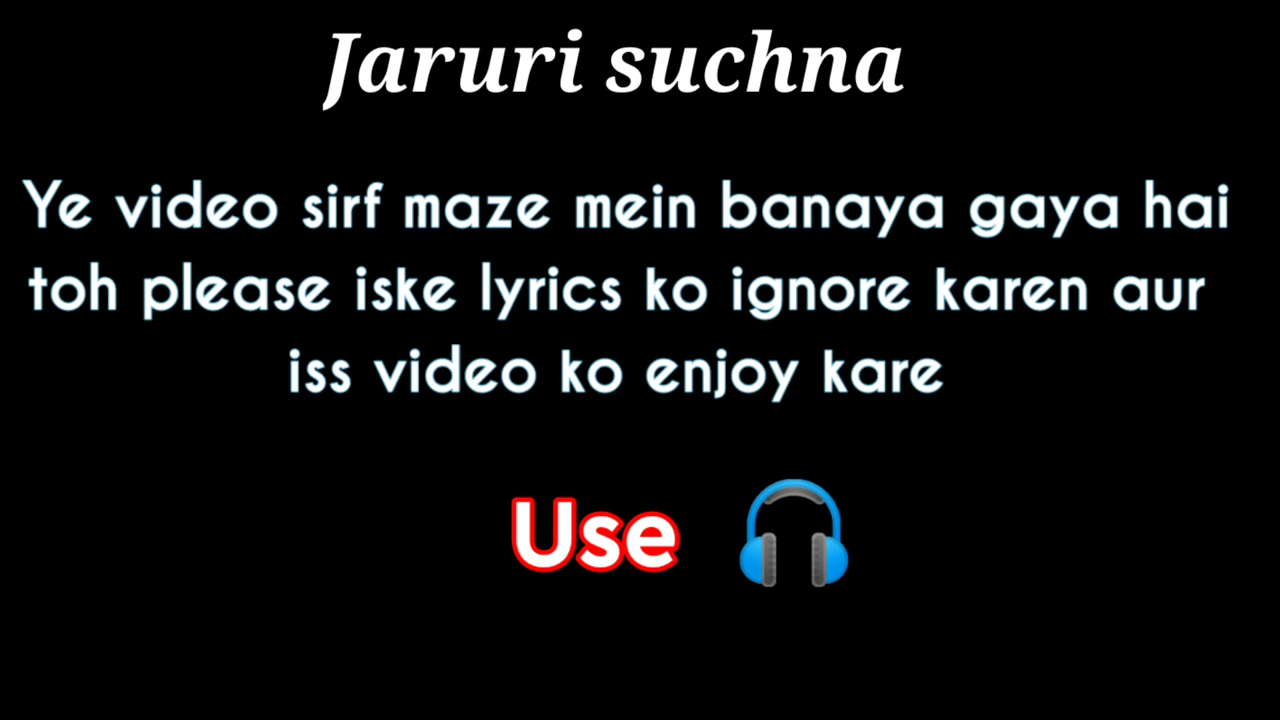 Jaruri suchna
Ye video sirf maze mein banaya gaya hai
toh please iske lyrics ko ignore karen aur
iss video ko enjoy kare
Use 🎧